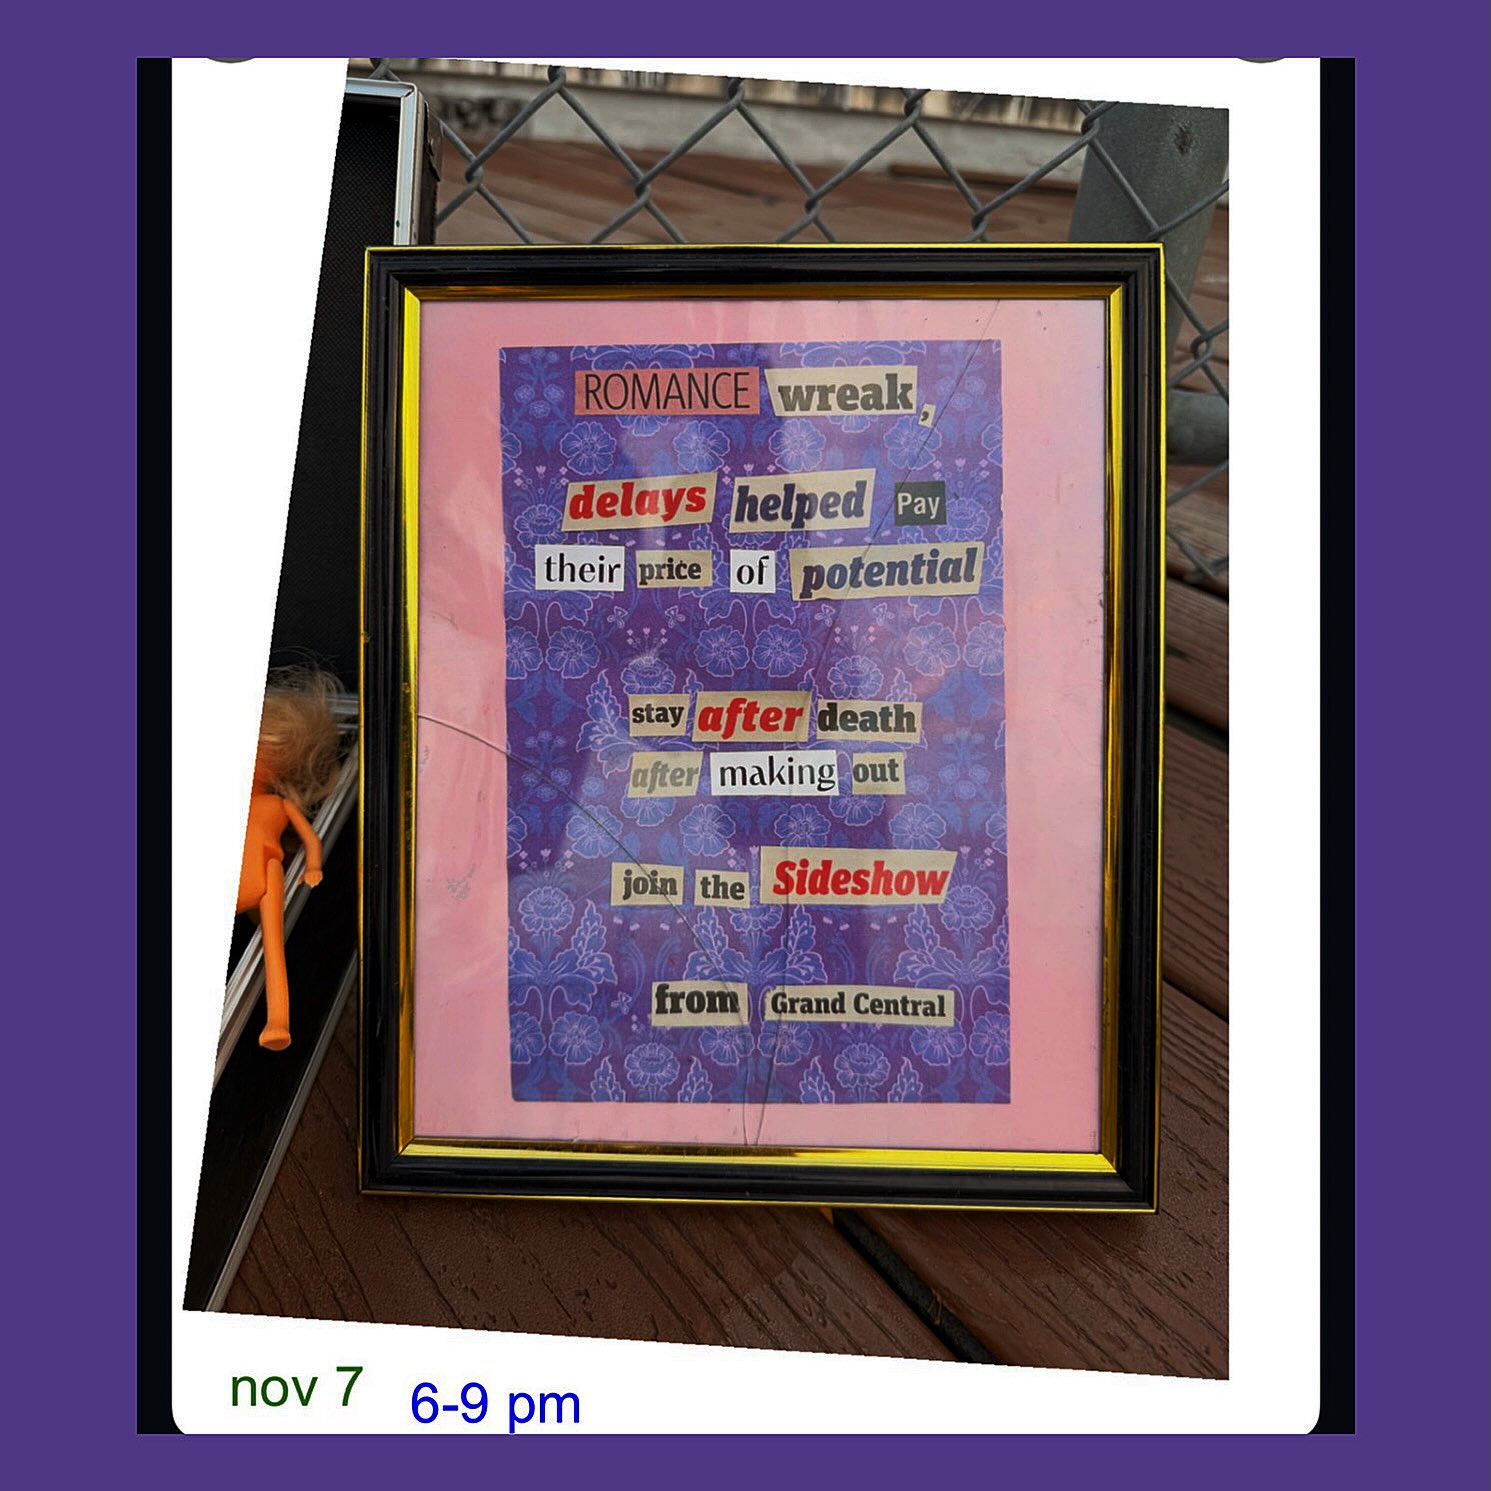 ROMANCE wreak,
delays helped Pay
their price of potential
stay after death
after making out
join the Sideshow
from Grand Central
nov 7
6-9 pm